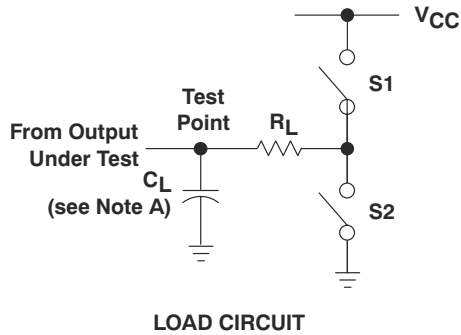 VCC
S1
Test
Point
RL
From Output
Under Test
CL
(see Note A)
S2
LOAD CIRCUIT